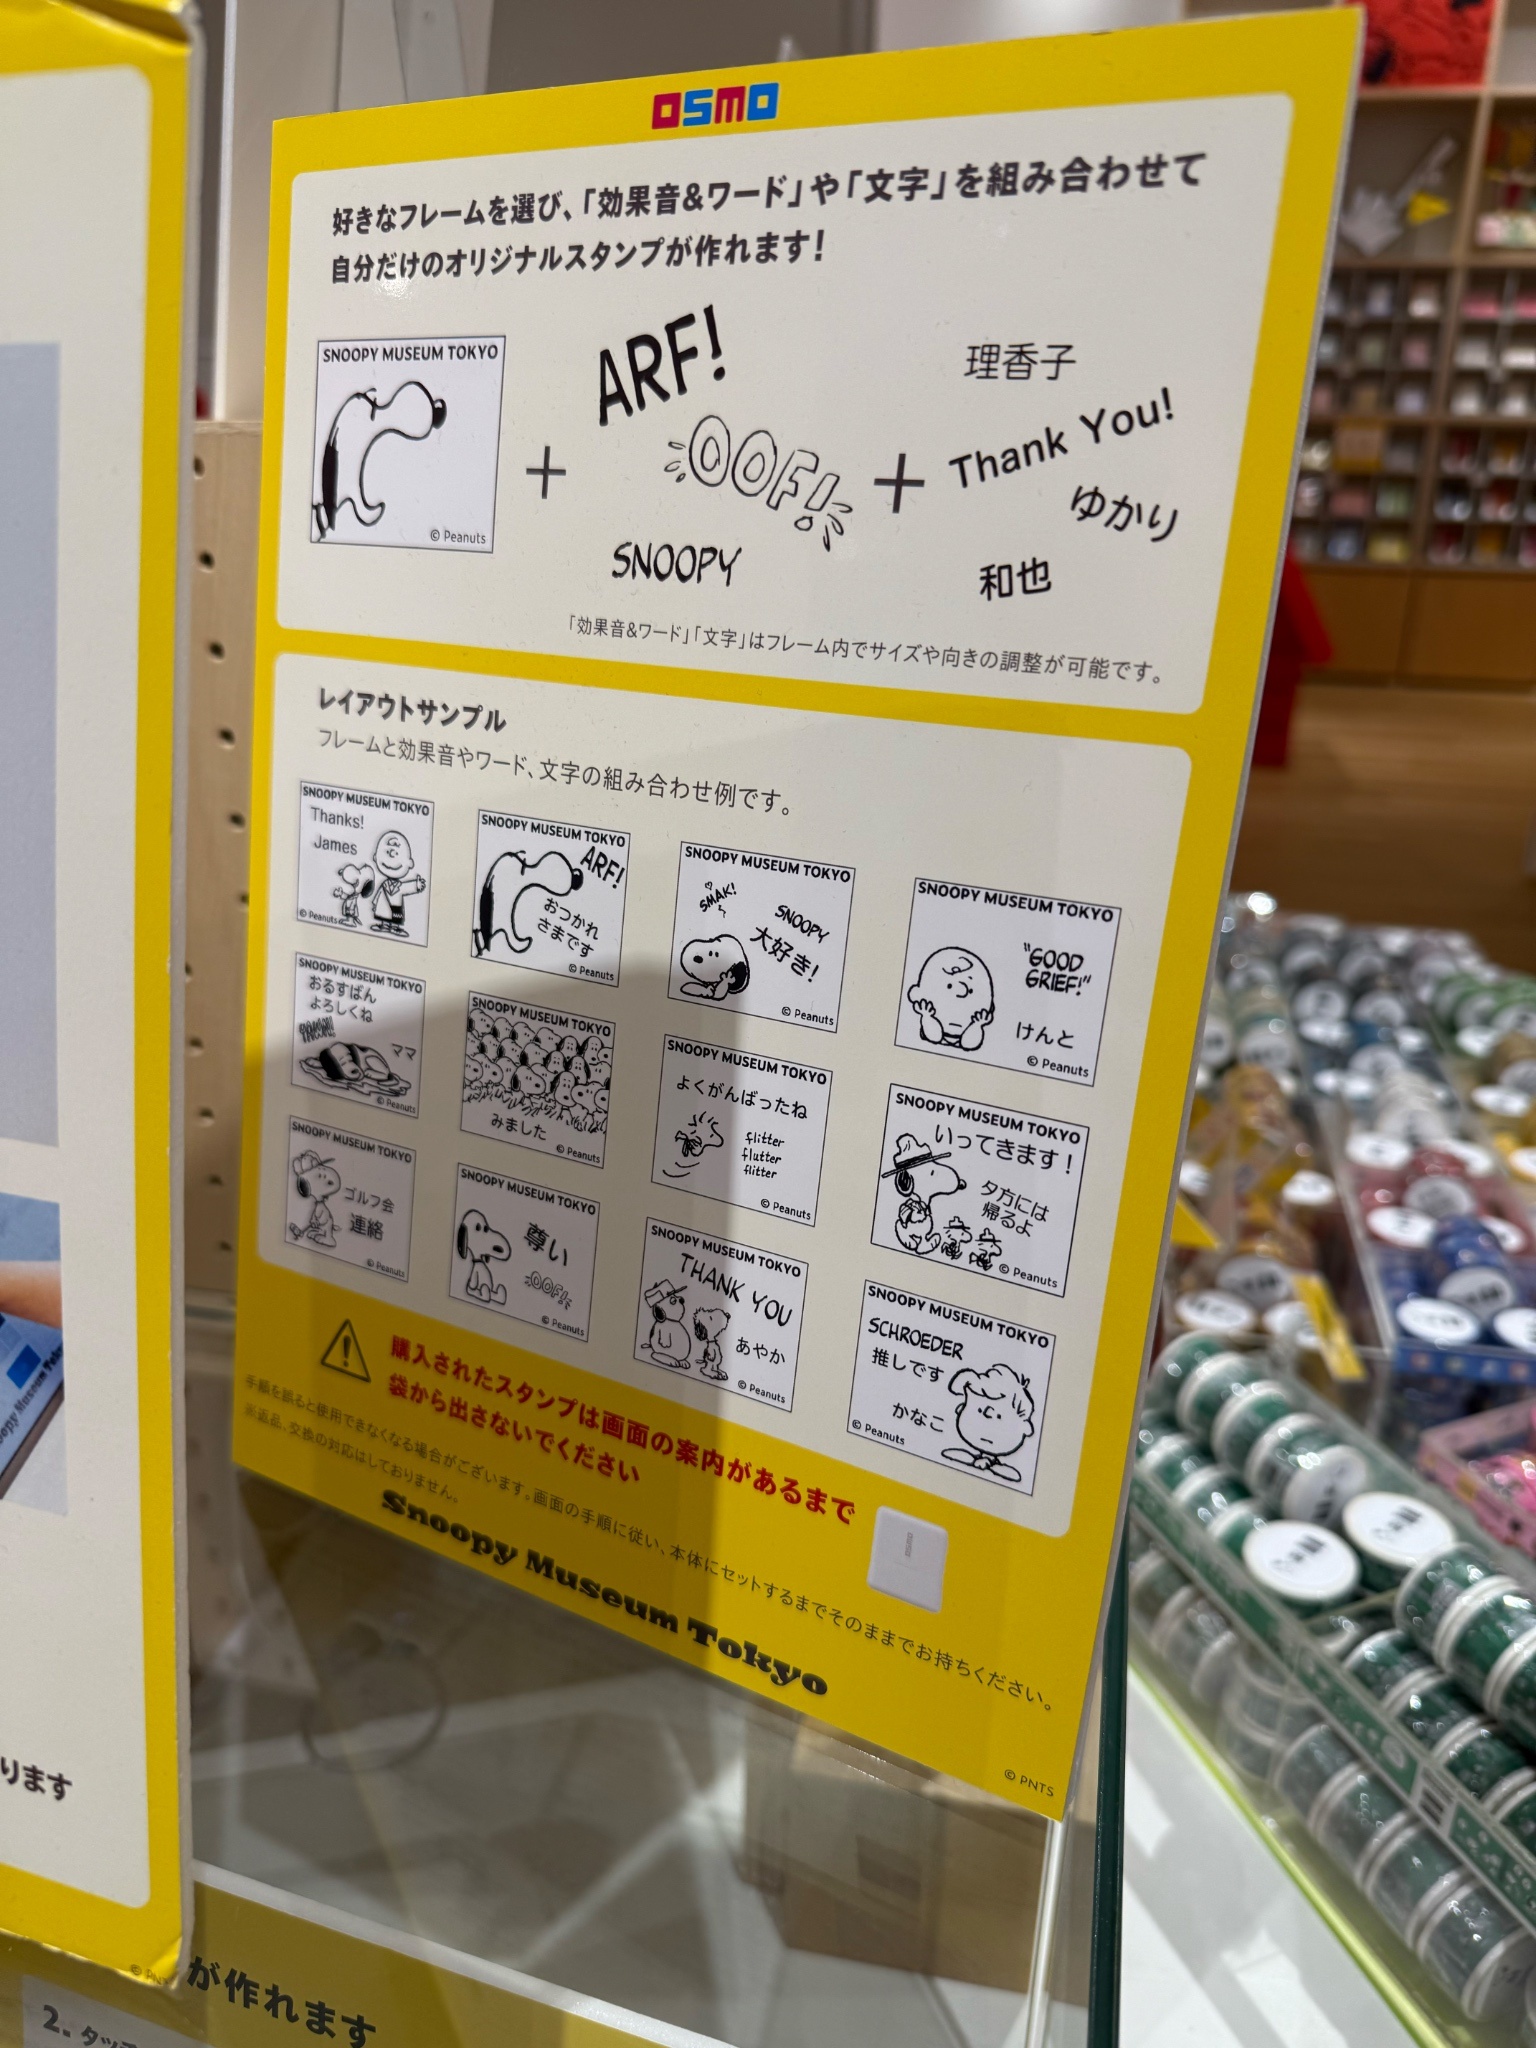 OSMO
好きなフレームを選び、「効果音&ワード」や「文字」を組み合わせて
自分だけのオリジナルスタンプが作れます！
SNOOPY MUSEUM TOKYO
© Peanuts
+
ARF!
OOF!
SNOOPY
+
理香子
Thank You!
ゆかり
和也
「効果音&ワード」「文字」はフレーム内でサイズや向きの調整が可能です。
レイアウトサンプル
フレームと効果音やワード、文字の組み合わせ例です。
SNOOPY MUSEUM TOKYO
Thanks!
James
© Peanuts
SNOOPY MUSEUM TOKYO
ARF!
おつかれ
さまです
© Peanuts
SNOOPY MUSEUM TOKYO
SMAK!
SNOOPY
大好き!
© Peanuts
SNOOPY MUSEUM TOKYO
"GOOD
GRIEF!"
けんと
© Peanuts
SNOOPY MUSEUM TOKYO
おるすばん
よろしくね
ママ
© Peanuts
SNOOPY MUSEUM TOKYO
みました
© Peanuts
SNOOPY MUSEUM TOKYO
よくがんばったね
flitter
flutter
flitter
© Peanuts
SNOOPY MUSEUM TOKYO
いってきます！
夕方には
帰るよ
© Peanuts
SNOOPY MUSEUM TOKYO
ゴルフ会
連絡
© Peanuts
SNOOPY MUSEUM TOKYO
尊い
OOF!
© Peanuts
SNOOPY MUSEUM TOKYO
THANK YOU
あやか
© Peanuts
SNOOPY MUSEUM TOKYO
SCHROEDER
推しです
かなこ
© Peanuts
購入されたスタンプは画面の案内があるまで
袋から出さないでください
手順を誤ると使用できなくなる場合がございます。画面の手順に従い、本体にセットするまでそのままでお持ちください。
※返品、交換の対応はしておりません。
Snoopy Museum Tokyo
© PNTS
ります
が作れます
2.